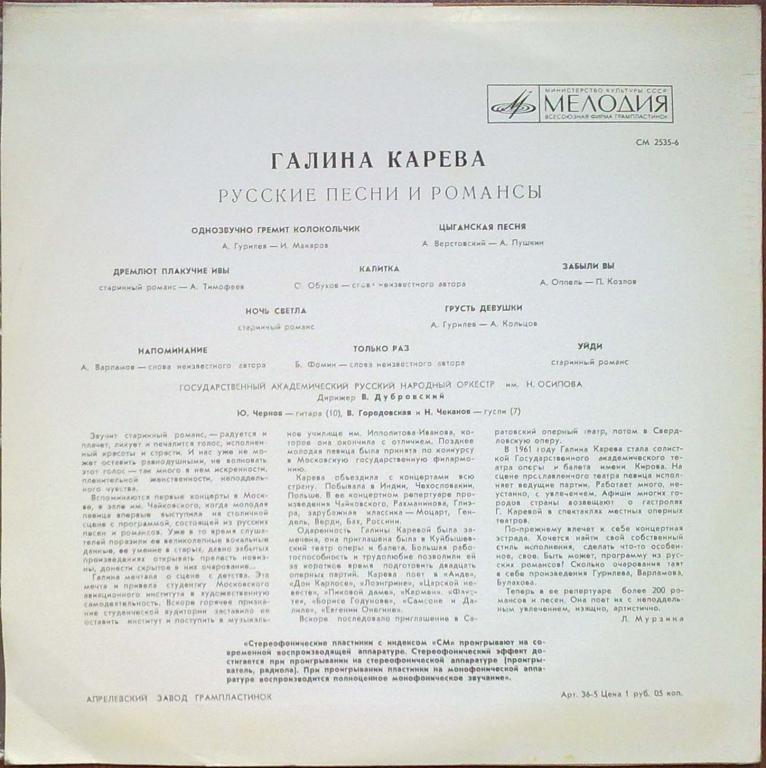 МИНИСТЕРСТВО КУЛЬТУРЫ СССР
МЕЛОДИЯ
ВСЕСОЮЗНАЯ ФИРМА ГРАМПЛАСТИНОК
СМ 2535-6
ГАЛИНА КАРЕВА
РУССКИЕ ПЕСНИ И РОМАНСЫ
ОДНОЗВУЧНО ГРЕМИТ КОЛОКОЛЬЧИК ЦЫГАНСКАЯ ПЕСНЯ
А. Гурилев — И. Макаров А. Верстовский — А. Пушкин
ДРЕМЛЮТ ПЛАКУЧИЕ ИВЫ КАЛИТКА ЗАБЫЛИ ВЫ
старинный романс — А. Тимофеев С. Обухов — слова неизвестного автора А. Оппель — П. Козлов
НОЧЬ СВЕТЛА ГРУСТЬ ДЕВУШКИ
старинный романс А. Гурилев — А. Кольцов
НАПОМИНАНИЕ ТОЛЬКО РАЗ УЙДИ
А. Варламов — слова неизвестного автора Б. Фомин — слова неизвестного автора старинный романс
ГОСУДАРСТВЕННЫЙ АКАДЕМИЧЕСКИЙ РУССКИЙ НАРОДНЫЙ ОРКЕСТР им. Н. ОСИПОВА
Дирижер В. Дубровский
Ю. Чернов — гитара (10), В. Городовская и Н. Чеканов — гусли (7)
Звучит старинный романс, — радуется и
плачет, ликует и печалится голос, исполнен-
ный красоты и страсти. И нас уже не мо-
жет оставить равнодушными, не волновать
этот голос — так много в нем искренности,
пленительной женственности, неподдель-
ного чувства.
Вспоминаются первые концерты в Моск-
ве, в зале им. Чайковского, когда молодая
певица впервые выступила на столичной
сцене с программой, состоящей из русских
песен и романсов. Уже в то время слуша-
телей поразили ее великолепные вокальные
данные, ее умение в старых, давно забытых
произведениях открывать прелесть новиз-
ны, донести скрытое в них очарование...
Галина мечтала о сцене с детства. Эта
мечта и привела студентку Московского
авиационного института в художественную
самодеятельность. Вскоре горячее призна-
ние студенческой аудитории заставило ее
оставить институт и поступить в музыкаль-
ное училище им. Ипполитова-Иванова, ко-
торое она окончила с отличием. Позднее
молодая певица была принята по конкурсу
в Московскую государственную филармо-
нию.
Карева объездила с концертами всю
страну. Побывала в Индии, Чехословакии,
Польше. В ее концертном репертуаре про-
изведения Чайковского, Рахманинова, Глиэ-
ра, зарубежная классика — Моцарт, Ген-
дель, Верди, Бах, Россини.
Одаренность Галины Каревой была за-
мечена, она приглашена была в Куйбышев-
ский театр оперы и балета. Большая рабо-
тоспособность и трудолюбие позволили ей
за короткое время подготовить двадцать
оперных партий. Карева поет в «Аиде»,
«Дон Карлосе», «Лоэнгрине», «Царской не-
весте», «Пиковой даме», «Кармен», «Фаус-
те», «Борисе Годунове», «Самсоне и Да-
лиле», «Евгении Онегине».
Вскоре последовало приглашение в Са-
ратовский оперный театр, потом в Сверд-
ловскую оперу.
В 1961 году Галина Карева стала солист-
кой Государственного академического те-
атра оперы и балета имени Кирова. На
сцене прославленного театра певица испол-
няет ведущие партии. Работает много, не-
устанно, с увлечением. Афиши многих го-
родов страны возвещают о гастролях
Г. Каревой в спектаклях местных оперных
театров.
По-прежнему влечет к себе концертная
эстрада. Хочется найти свой собственный
стиль исполнения, сделать что-то особен-
ное, свое. Быть может, программу из рус-
ских романсов! Сколько очарования таят
в себе произведения Гурилева, Варламова,
Булахова.
Теперь в ее репертуаре более 200 ро-
мансов и песен. Она поет их с неподдель-
ным увлечением, изящно, артистично.
Л. Мурзина
«Стереофонические пластинки с индексом «СМ» проигрывают на со-
временной воспроизводящей аппаратуре. Стереофонический эффект до-
стигается при проигрывании на стереофонической аппаратуре (проигры-
ватель, радиола). При проигрывании пластинки на монофонической аппа-
ратуре воспроизводится полноценное монофоническое звучание».
АПРЕЛЕВСКИЙ ЗАВОД ГРАМПЛАСТИНОК
Арт. 36-5 Цена 1 руб. 05 коп.